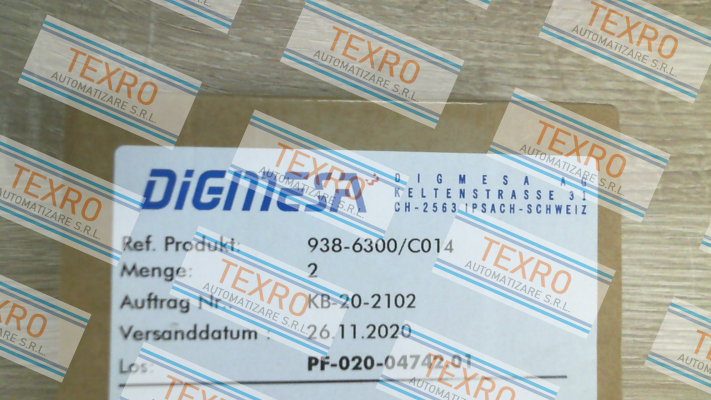 DIGMESA
DIGMESA AG
KELTENSTRASSE 31
CH-2563 IPSACH-SCHWEIZ
Ref. Produkt: 938-6300/C014
Menge: 2
Auftrag Nr.: KB-20-2102
Versanddatum : 26.11.2020
Los: PF-020-04742.01
TEXRO
AUTOMATIZARE S.R.L.